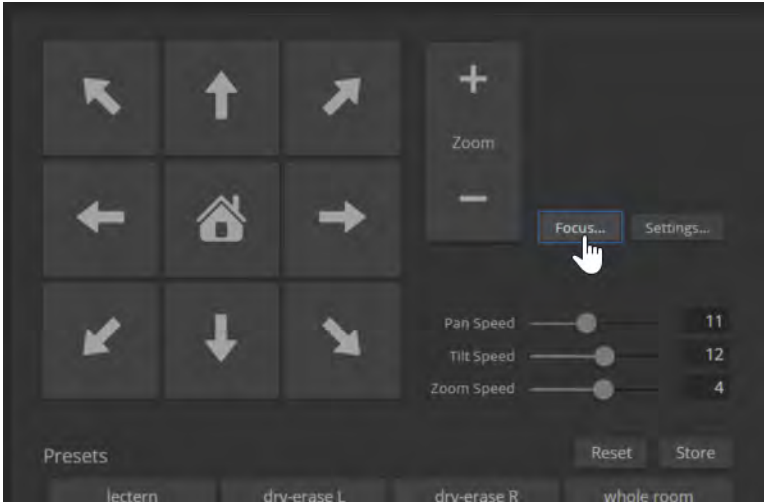 +
Zoom
−
Focus... Settings...
Pan Speed 11
Tilt Speed 12
Zoom Speed 4
Presets Reset Store
lectern dry-erase L dry-erase R whole room